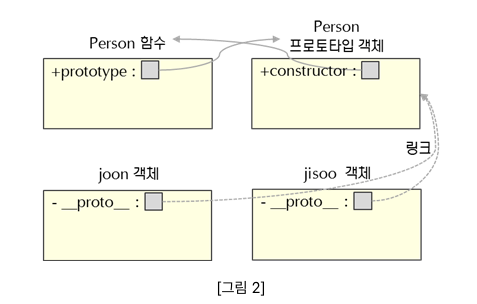 Person 함수
Person
프로토타입 객체
+prototype :
+constructor :
링크
joon 객체
jisoo 객체
- __proto__ :
- __proto__ :
[그림 2]